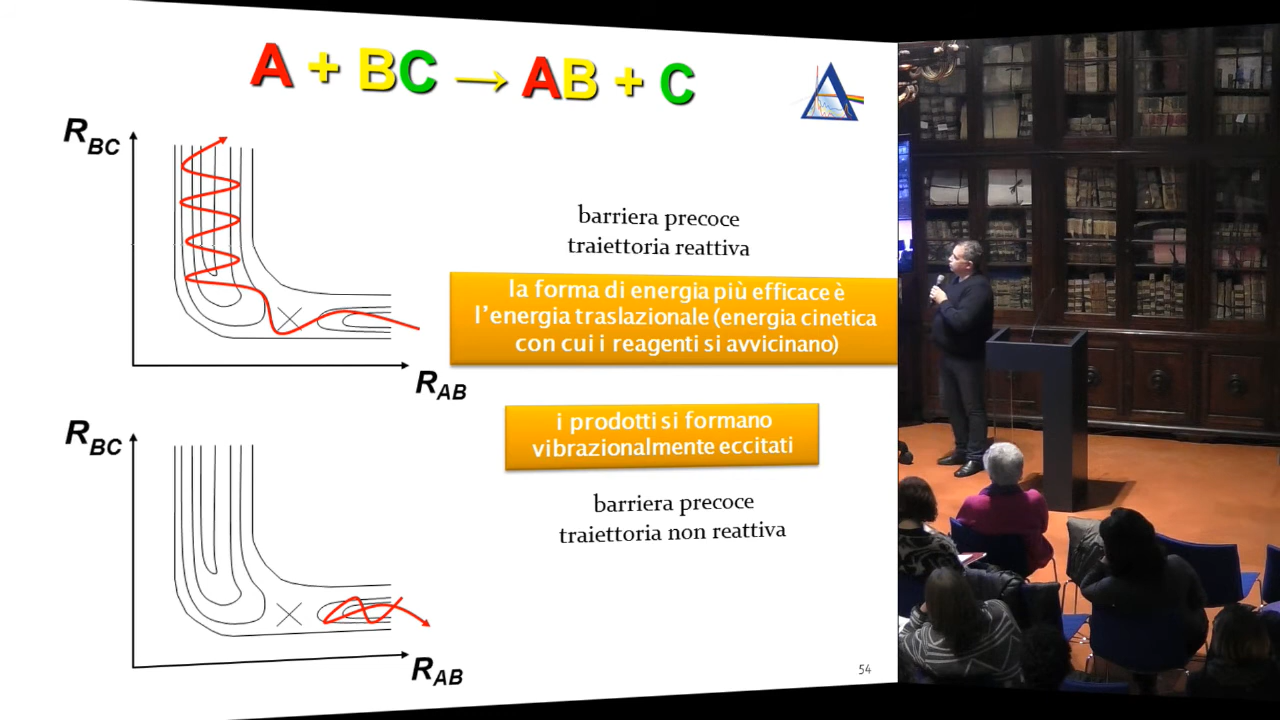 A + BC → AB + C
R_BC
R_AB
barriera precoce
traiettoria reattiva
la forma di energia più efficace è
l'energia traslazionale (energia cinetica
con cui i reagenti si avvicinano)
i prodotti si formano
vibrazionalmente eccitati
R_BC
R_AB
barriera precoce
traiettoria non reattiva
54